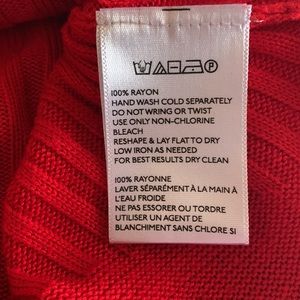 P
100% RAYON
HAND WASH COLD SEPARATELY
DO NOT WRING OR TWIST
USE ONLY NON-CHLORINE
BLEACH
RESHAPE & LAY FLAT TO DRY
LOW IRON AS NEEDED
FOR BEST RESULTS DRY CLEAN
100% RAYONNE
LAVER SÉPARÉMENT À LA MAIN À
L'EAU FROIDE
NE PAS ESSORER OU TORDRE
UTILISER UN AGENT DE
BLANCHIMENT SANS CHLORE SI